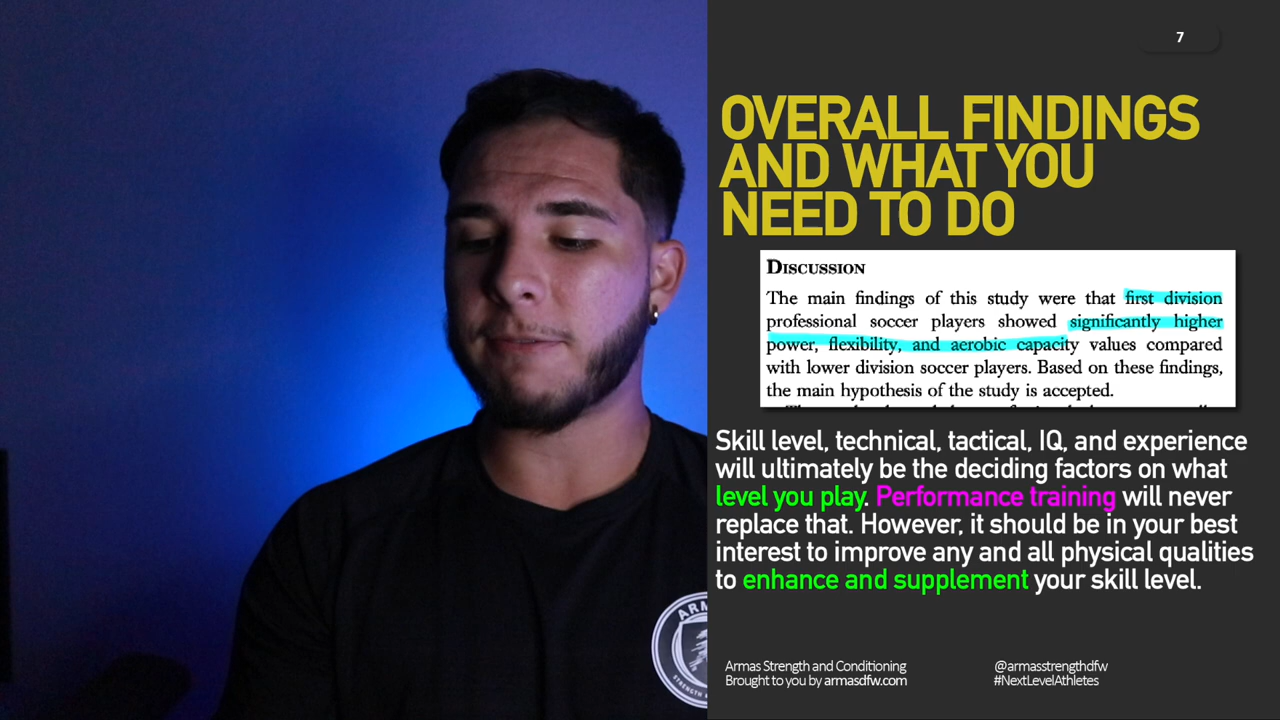 7
OVERALL FINDINGS
AND WHAT YOU
NEED TO DO
DISCUSSION
The main findings of this study were that first division
professional soccer players showed significantly higher
power, flexibility, and aerobic capacity values compared
with lower division soccer players. Based on these findings,
the main hypothesis of the study is accepted.
Skill level, technical, tactical, IQ, and experience
will ultimately be the deciding factors on what
level you play. Performance training will never
replace that. However, it should be in your best
interest to improve any and all physical qualities
to enhance and supplement your skill level.
ARM
STRENGTH
Armas Strength and Conditioning
Brought to you by armasdfw.com
@armasstrengthdfw
#NextLevelAthletes